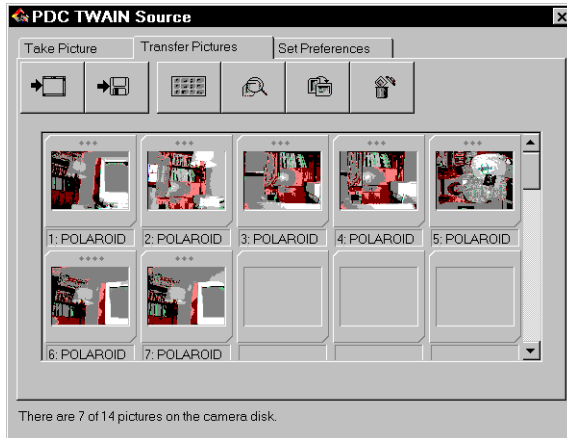 PDC TWAIN Source
Take Picture Transfer Pictures Set Preferences
1: POLAROID 2: POLAROID 3: POLAROID 4: POLAROID 5: POLAROID
6: POLAROID 7: POLAROID
There are 7 of 14 pictures on the camera disk.